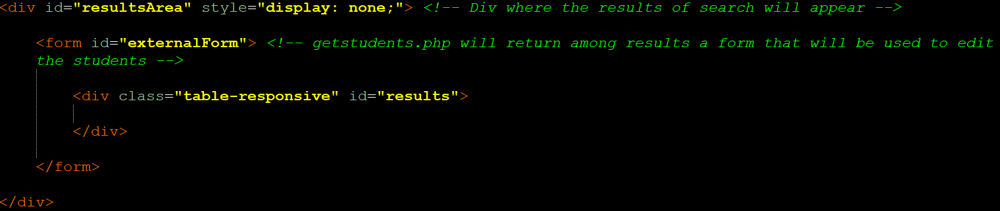 <div id="resultsArea" style="display: none;"> <!-- Div where the results of search will appear -->
<form id="externalForm"> <!-- getstudents.php will return among results a form that will be used to edit
the students -->
<div class="table-responsive" id="results">
</div>
</form>
</div>